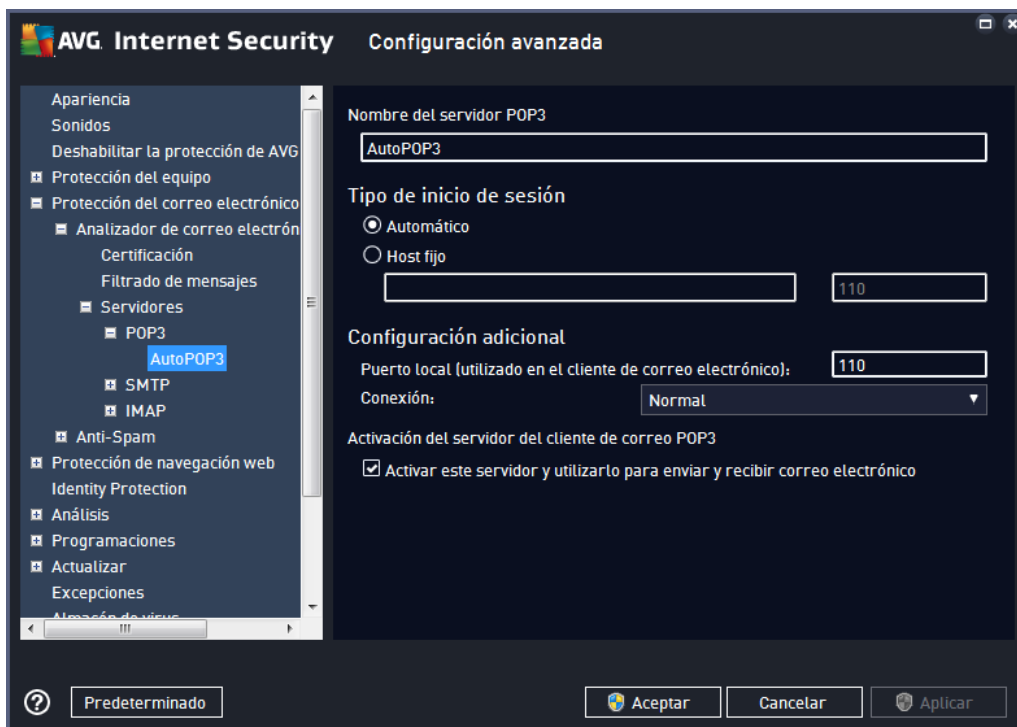 AVG Internet Security Configuración avanzada
Apariencia
Sonidos
Deshabilitar la protección de AVG
Protección del equipo
Protección del correo electrónico
Analizador de correo electrón
Certificación
Filtrado de mensajes
Servidores
POP3
AutoPOP3
SMTP
IMAP
Anti-Spam
Protección de navegación web
Identity Protection
Análisis
Programaciones
Actualizar
Excepciones
Almacén de virus
Nombre del servidor POP3
AutoPOP3
Tipo de inicio de sesión
Automático
Host fijo
110
Configuración adicional
Puerto local (utilizado en el cliente de correo electrónico): 110
Conexión: Normal
Activación del servidor del cliente de correo POP3
Activar este servidor y utilizarlo para enviar y recibir correo electrónico
? Predeterminado Aceptar Cancelar Aplicar